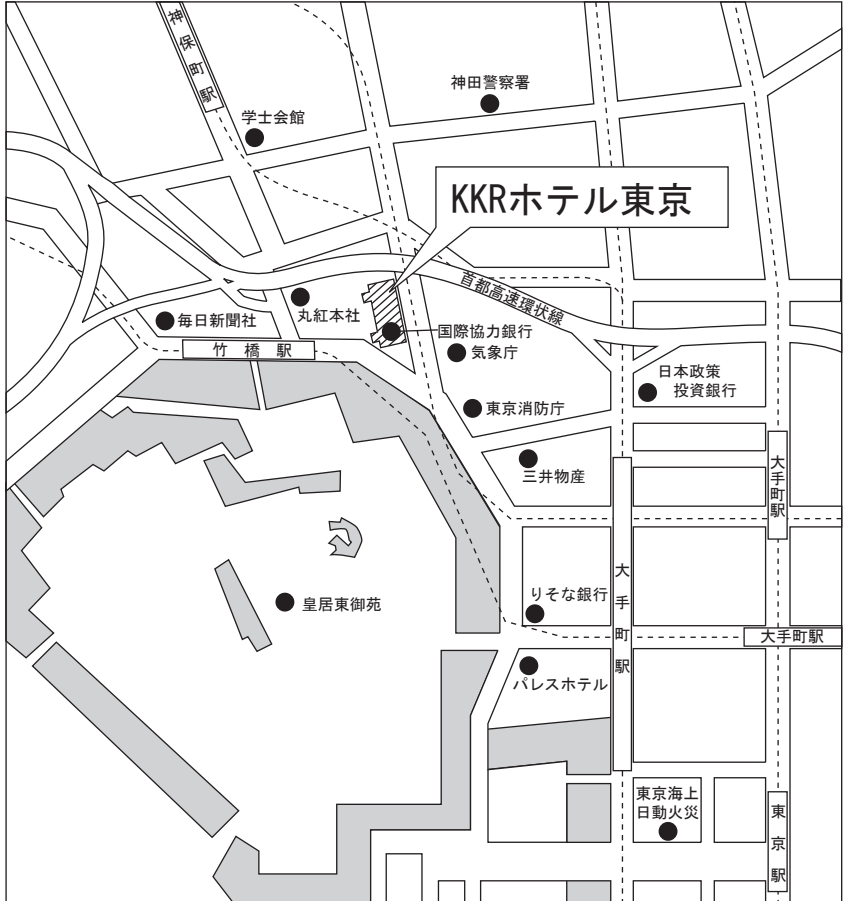 神保町駅
神田警察署
学士会館
KKRホテル東京
首都高速環状線
丸紅本社
毎日新聞社
国際協力銀行
竹橋駅
気象庁
日本政策
投資銀行
東京消防庁
三井物産
大手町駅
大手町駅
りそな銀行
皇居東御苑
大手町駅
パレスホテル
東京海上
日動火災
東京駅